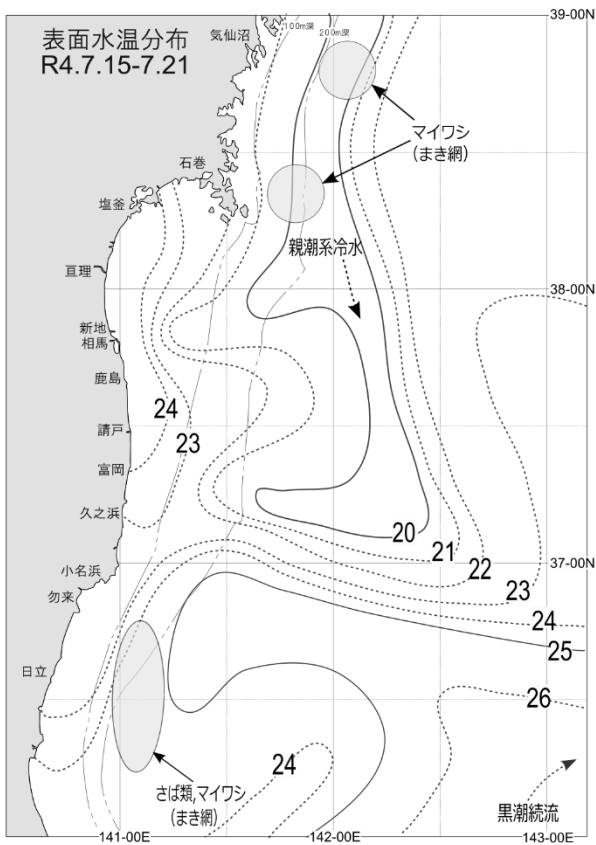 表面水温分布
R4.7.15-7.21
気仙沼
100m深
200m深
39-00N
マイワシ
(まき網)
石巻
塩釜
親潮系冷水
亘理
38-00N
新地
相馬
鹿島
24
請戸
23
富岡
久之浜
20
21
小名浜
22
37-00N
勿来
23
24
25
日立
26
24
さば類,マイワシ
(まき網)
黒潮続流
141-00E
142-00E
143-00E